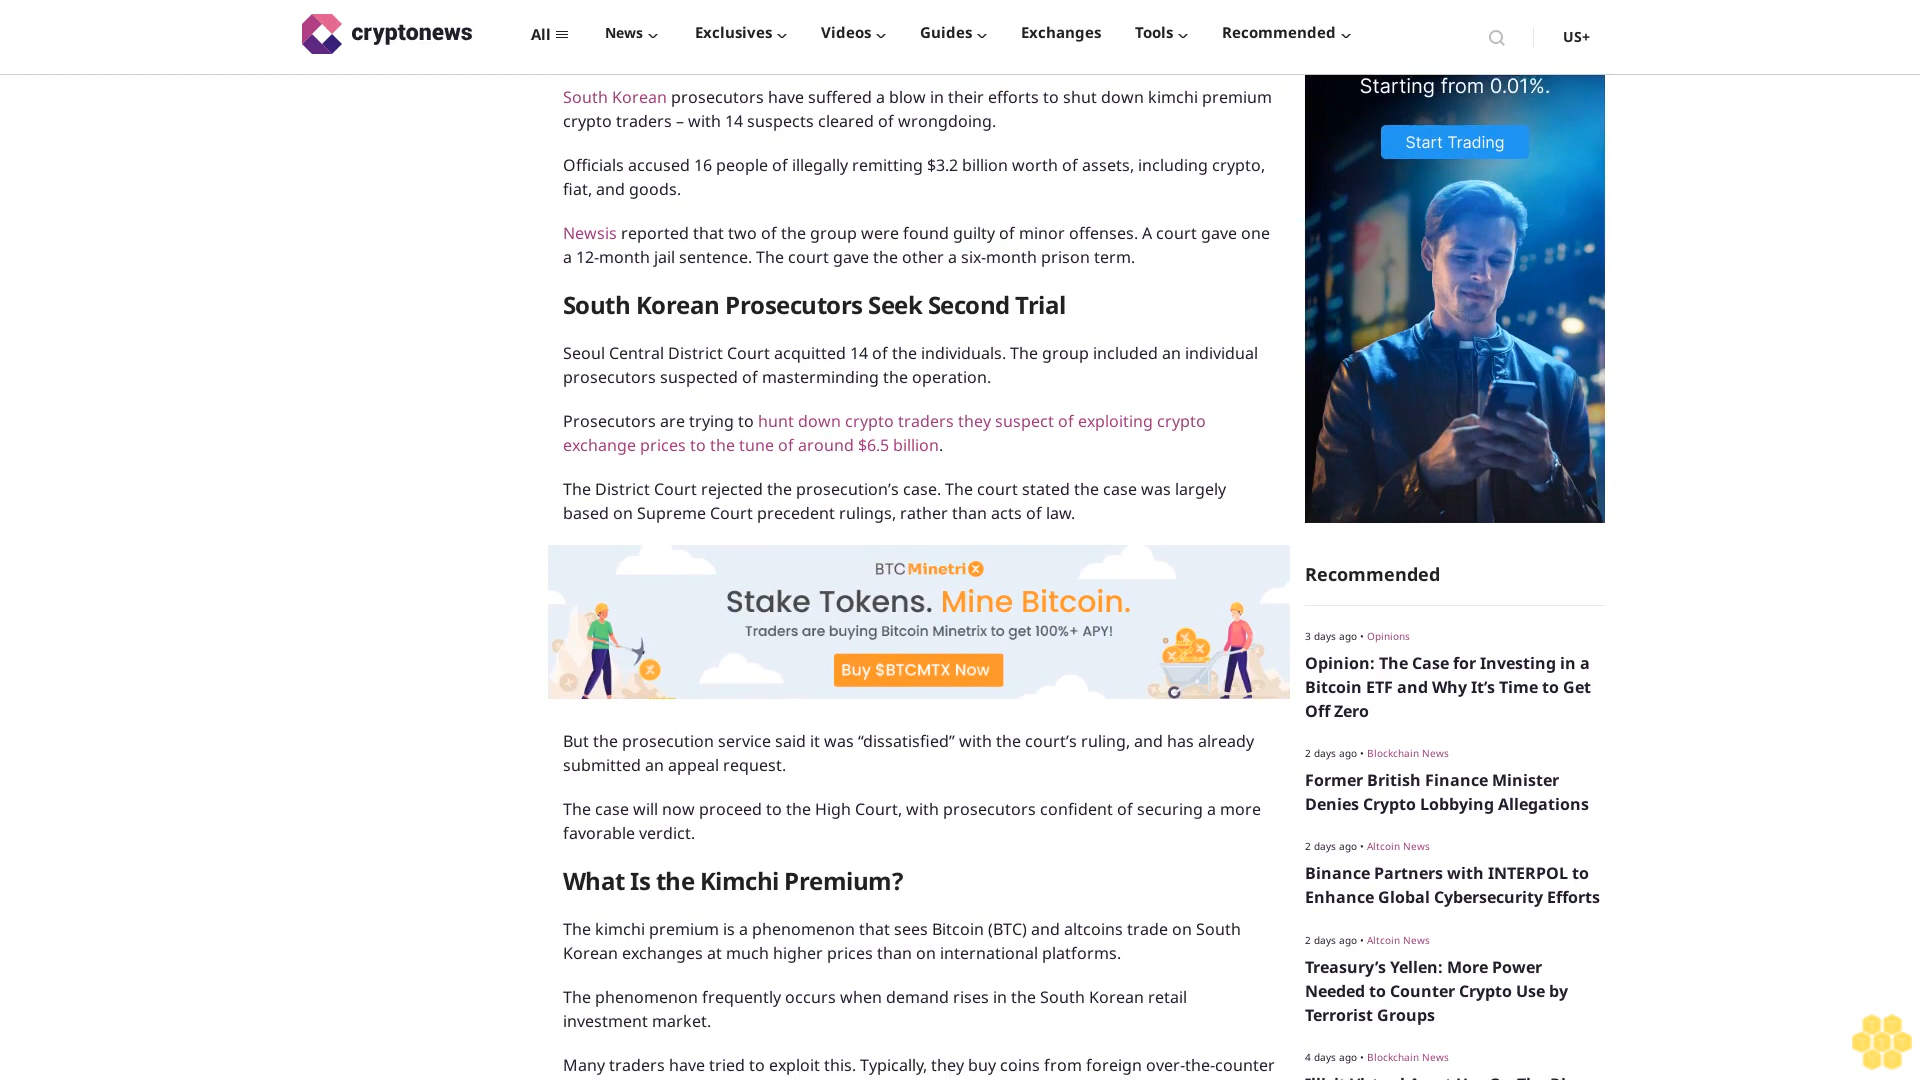 cryptonews
All
News
Exclusives
Videos
Guides
Exchanges
Tools
Recommended
US+
South Korean prosecutors have suffered a blow in their efforts to shut down kimchi premium
crypto traders – with 14 suspects cleared of wrongdoing.
Officials accused 16 people of illegally remitting $3.2 billion worth of assets, including crypto,
fiat, and goods.
Newsis reported that two of the group were found guilty of minor offenses. A court gave one
a 12-month jail sentence. The court gave the other a six-month prison term.
South Korean Prosecutors Seek Second Trial
Seoul Central District Court acquitted 14 of the individuals. The group included an individual
prosecutors suspected of masterminding the operation.
Prosecutors are trying to hunt down crypto traders they suspect of exploiting crypto
exchange prices to the tune of around $6.5 billion.
The District Court rejected the prosecution’s case. The court stated the case was largely
based on Supreme Court precedent rulings, rather than acts of law.
BTC Minetrix
Stake Tokens. Mine Bitcoin.
Traders are buying Bitcoin Minetrix to get 100%+ APY!
Buy $BTCMTX Now
But the prosecution service said it was “dissatisfied” with the court’s ruling, and has already
submitted an appeal request.
The case will now proceed to the High Court, with prosecutors confident of securing a more
favorable verdict.
What Is the Kimchi Premium?
The kimchi premium is a phenomenon that sees Bitcoin (BTC) and altcoins trade on South
Korean exchanges at much higher prices than on international platforms.
The phenomenon frequently occurs when demand rises in the South Korean retail
investment market.
Many traders have tried to exploit this. Typically, they buy coins from foreign over-the-counter
Starting from 0.01%.
Start Trading
Recommended
3 days ago • Opinions
Opinion: The Case for Investing in a
Bitcoin ETF and Why It’s Time to Get
Off Zero
2 days ago • Blockchain News
Former British Finance Minister
Denies Crypto Lobbying Allegations
2 days ago • Altcoin News
Binance Partners with INTERPOL to
Enhance Global Cybersecurity Efforts
2 days ago • Altcoin News
Treasury’s Yellen: More Power
Needed to Counter Crypto Use by
Terrorist Groups
4 days ago • Blockchain News